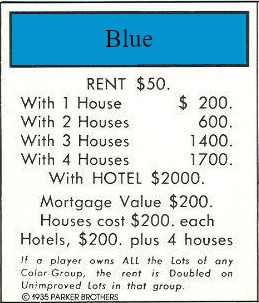 Blue
RENT $50.
With 1 House $ 200.
With 2 Houses 600.
With 3 Houses 1400.
With 4 Houses 1700.
With HOTEL $2000.
Mortgage Value $200.
Houses cost $200. each
Hotels, $200. plus 4 houses
If a player owns ALL the Lots of any
Color-Group, the rent is Doubled on
Unimproved Lots in that group.
© 1935 PARKER BROTHERS